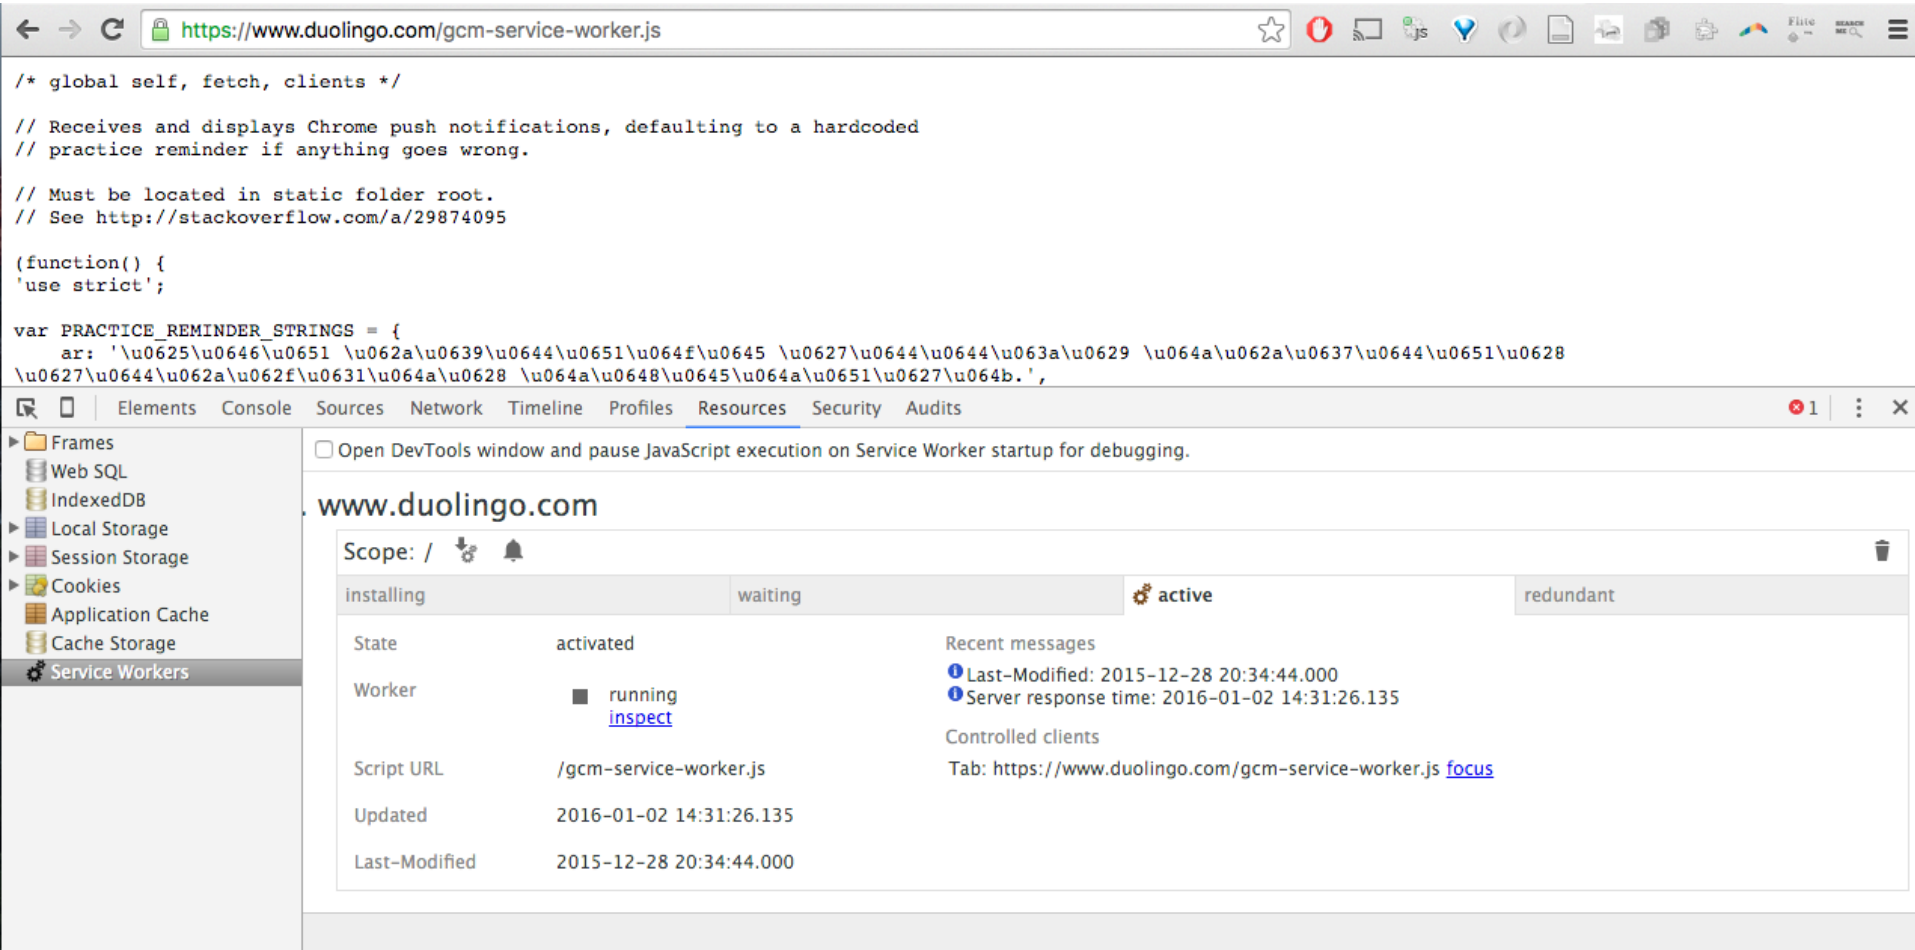 https://www.duolingo.com/gcm-service-worker.js
js
Flite
SEARCH
ME
/* global self, fetch, clients */
// Receives and displays Chrome push notifications, defaulting to a hardcoded
// practice reminder if anything goes wrong.
// Must be located in static folder root.
// See http://stackoverflow.com/a/29874095
(function() {
'use strict';
var PRACTICE_REMINDER_STRINGS = {
ar: '\u0625\u0646\u0651 \u062a\u0639\u0644\u0651\u064f\u0645 \u0627\u0644\u0644\u063a\u0629 \u064a\u062a\u0637\u0644\u0651\u0628
\u0627\u0644\u062a\u062f\u0631\u064a\u0628 \u064a\u0648\u0645\u064a\u0651\u0627\u064b.',
Elements Console Sources Network Timeline Profiles Resources Security Audits 1
Frames
Web SQL
IndexedDB
Local Storage
Session Storage
Cookies
Application Cache
Cache Storage
Service Workers
Open DevTools window and pause JavaScript execution on Service Worker startup for debugging.
www.duolingo.com
Scope: /
installing waiting active redundant
State activated
Worker running
inspect
Script URL /gcm-service-worker.js
Updated 2016-01-02 14:31:26.135
Last-Modified 2015-12-28 20:34:44.000
Recent messages
Last-Modified: 2015-12-28 20:34:44.000
Server response time: 2016-01-02 14:31:26.135
Controlled clients
Tab: https://www.duolingo.com/gcm-service-worker.js focus